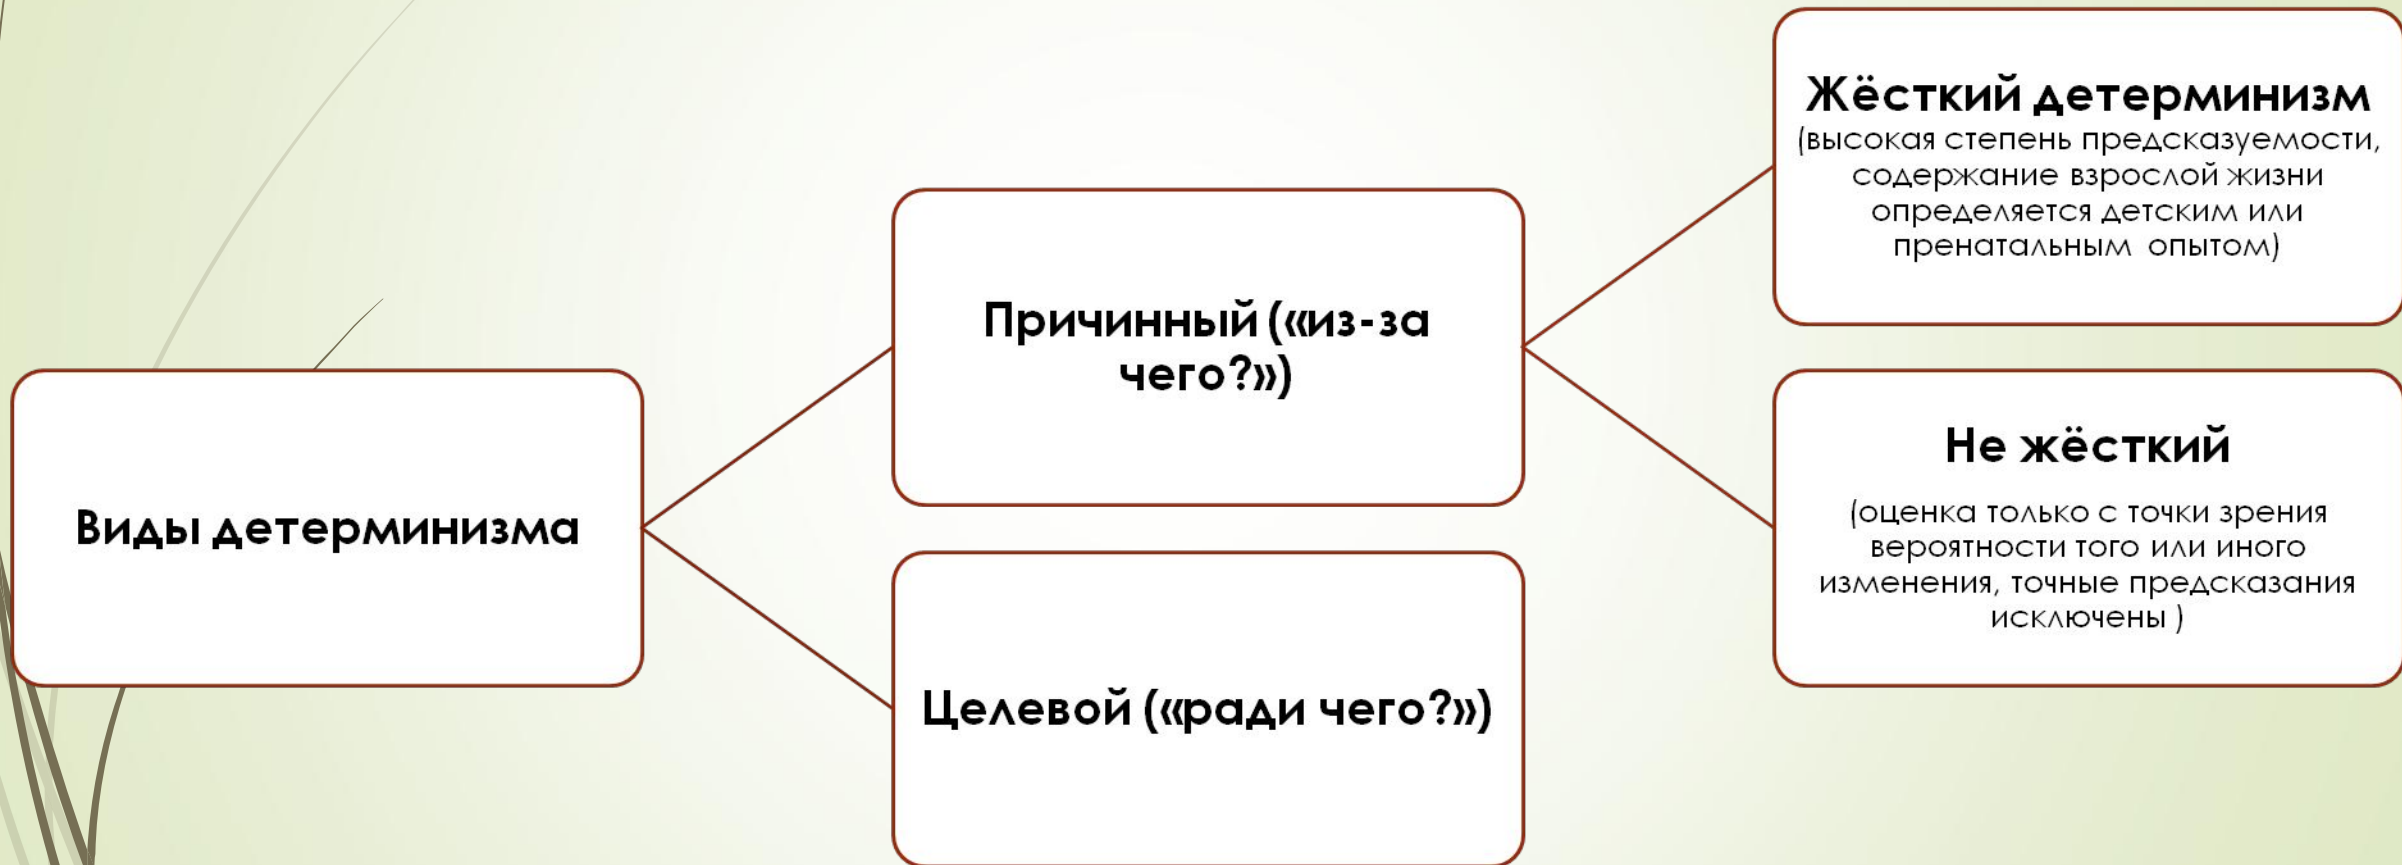 Виды детерминизма
Причинный («из-за
чего?»)
Целевой («ради чего?»)
Жёсткий детерминизм
(высокая степень предсказуемости,
содержание взрослой жизни
определяется детским или
пренатальным опытом)
Не жёсткий
(оценка только с точки зрения
вероятности того или иного
изменения, точные предсказания
исключены )